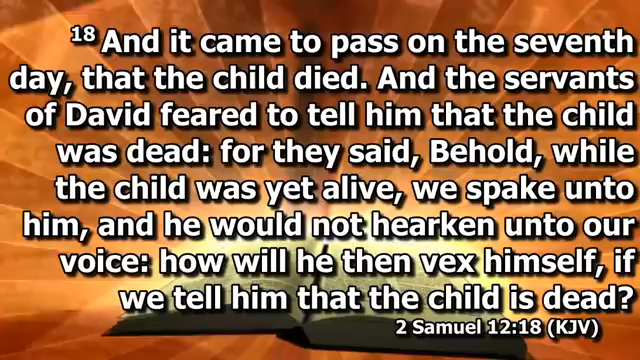 18 And it came to pass on the seventh
day, that the child died. And the servants
of David feared to tell him that the child
was dead: for they said, Behold, while
the child was yet alive, we spake unto
him, and he would not hearken unto our
voice: how will he then vex himself, if
we tell him that the child is dead?
2 Samuel 12:18 (KJV)